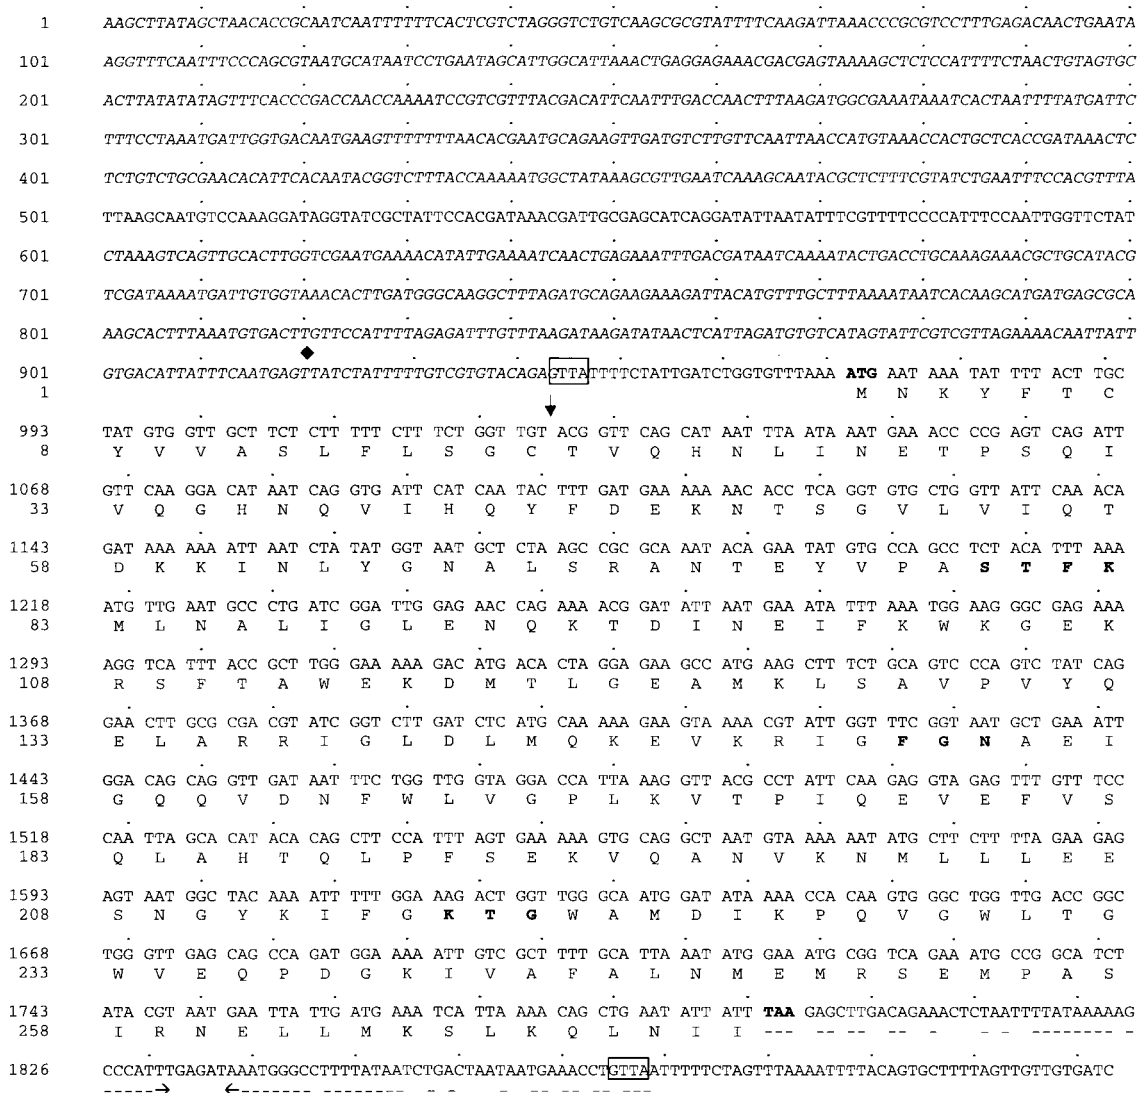 1 AAGCTTATAGCTAACACCGCAATCAATTTTTTCACTCGTCTAGGGTCTGTCAAGCGCGTATTTTCAAGATTAAACCCGCGTCCTTTGAGACAACTGAATA
101 AGGTTTCAATTTCCCAGCGTAATGCATAATCCTGAATAGCATTGGCATTAAACTGAGGAGAAACGACGAGTAAAAGCTCTCCATTTTCTAACTGTAGTGC
201 ACTTATATATAGTTTCACCCGACCAACCAAAATCCGTCGTTTACGACATTCAATTTGACCAACTTTAAGATGGCGAAATAAATCACTAATTTTATGATTC
301 TTTCCTAAATGATTGGTGACAATGAAGTTTTTTTAACACGAATGCAGAAGTTGATGTCTTGTTCAATTAACCATGTAAACCACTGCTCACCGATAAACTC
401 TCTGTCTGCGAACACATTCACAATACGGTCTTTACCAAAAATGGCTATAAAGCGTTGAATCAAAGCAATACGCTCTTTCGTATCTGAATTTCCACGTTTA
501 TTAAGCAATGTCCAAAGGATAGGTATCGCTATTCCACGATAAACGATTGCGAGCATCAGGATATTAATATTTCGTTTTCCCCATTTCCAATTGGTTCTAT
601 CTAAAGTCAGTTGCACTTGGTCGAATGAAAACATATTGAAAATCAACTGAGAAATTTGACGATAATCAAAATACTGACCTGCAAAGAAACGCTGCATACG
701 TCGATAAAATGATTGTGGTAAACACTTGATGGGCAAGGCTTTAGATGCAGAAGAAAGATTACATGTTTGCTTTAAAATAATCACAAGCATGATGAGCGCA
801 AAGCACTTTAAATGTGACTTGTTCCATTTTAGAGATTTGTTTAAGATAAGATATAACTCATTAGATGTGTCATAGTATTCGTCGTTAGAAAACAATTATT
901 GTGACATTATTTCAATGAGTTATCTATTTTTGTCGTGTACAGAGTTATTTTCTATTGATCTGGTGTTTAAA ATG AAT AAA TAT TTT ACT TGC
1 M N K Y F T C
993 TAT GTG GTT GCT TCT CTT TTT CTT TCT GGT TGT ACG GTT CAG CAT AAT TTA ATA AAT GAA ACC CCG AGT CAG ATT
8 Y V V A S L F L S G C T V Q H N L I N E T P S Q I
1068 GTT CAA GGA CAT AAT CAG GTG ATT CAT CAA TAC TTT GAT GAA AAA AAC ACC TCA GGT GTG CTG GTT ATT CAA ACA
33 V Q G H N Q V I H Q Y F D E K N T S G V L V I Q T
1143 GAT AAA AAA ATT AAT CTA TAT GGT AAT GCT CTA AGC CGC GCA AAT ACA GAA TAT GTG CCA GCC TCT ACA TTT AAA
58 D K K I N L Y G N A L S R A N T E Y V P A S T F K
1218 ATG TTG AAT GCC CTG ATC GGA TTG GAG AAC CAG AAA ACG GAT ATT AAT GAA ATA TTT AAA TGG AAG GGC GAG AAA
83 M L N A L I G L E N Q K T D I N E I F K W K G E K
1293 AGG TCA TTT ACC GCT TGG GAA AAA GAC ATG ACA CTA GGA GAA GCC ATG AAG CTT TCT GCA GTC CCA GTC TAT CAG
108 R S F T A W E K D M T L G E A M K L S A V P V Y Q
1368 GAA CTT GCG CGA CGT ATC GGT CTT GAT CTC ATG CAA AAA GAA GTA AAA CGT ATT GGT TTC GGT AAT GCT GAA ATT
133 E L A R R I G L D L M Q K E V K R I G F G N A E I
1443 GGA CAG CAG GTT GAT AAT TTC TGG TTG GTA GGA CCA TTA AAG GTT ACG CCT ATT CAA GAG GTA GAG TTT GTT TCC
158 G Q Q V D N F W L V G P L K V T P I Q E V E F V S
1518 CAA TTA GCA CAT ACA CAG CTT CCA TTT AGT GAA AAA GTG CAG GCT AAT GTA AAA AAT ATG CTT CTT TTA GAA GAG
183 Q L A H T Q L P F S E K V Q A N V K N M L L L E E
1593 AGT AAT GGC TAC AAA ATT TTT GGA AAG ACT GGT TGG GCA ATG GAT ATA AAA CCA CAA GTG GGC TGG TTG ACC GGC
208 S N G Y K I F G K T G W A M D I K P Q V G W L T G
1668 TGG GTT GAG CAG CCA GAT GGA AAA ATT GTC GCT TTT GCA TTA AAT ATG GAA ATG CGG TCA GAA ATG CCG GCA TCT
233 W V E Q P D G K I V A F A L N M E M R S E M P A S
1743 ATA CGT AAT GAA TTA TTG ATG AAA TCA TTA AAA CAG CTG AAT ATT ATT TAA GAGCTTGACAGAAACTCTAATTTTATAAAAAG
258 I R N E L L M K S L K Q L N I I
1826 CCCATTTGAGATAAATGGGCCTTTTATAATCTGACTAATAATGAAACCTGTTAATTTTTCTAGTTTAAAATTTTACAGTGCTTTTAGTTGTTGTGATC